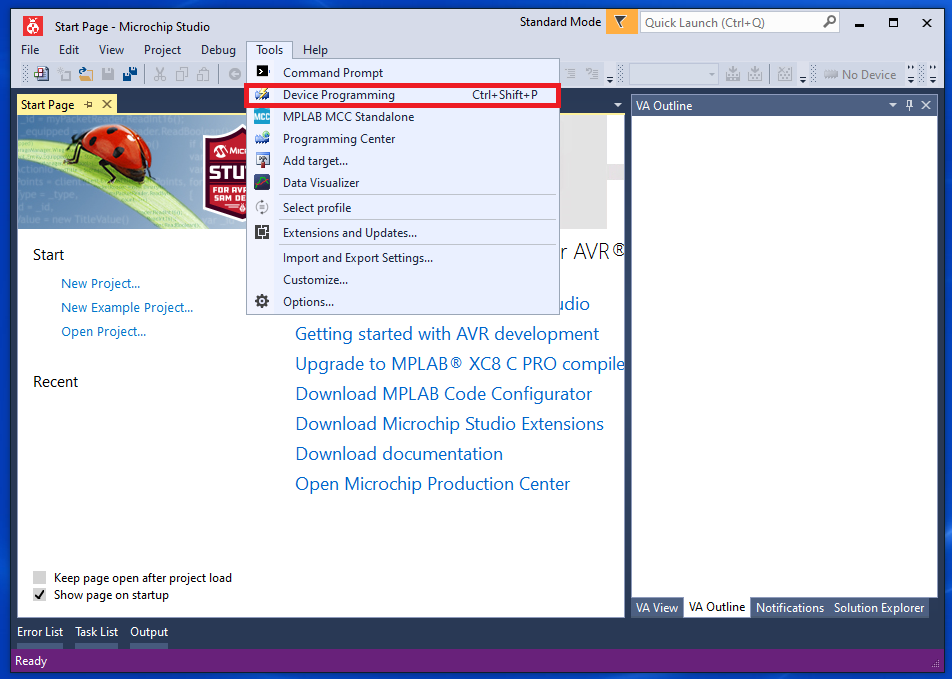 Start Page - Microchip Studio
Standard Mode
Quick Launch (Ctrl+Q)
File Edit View Project Debug Tools Help
No Device
Start Page
Command Prompt
Device Programming Ctrl+Shift+P
MCC MPLAB MCC Standalone
Programming Center
Add target...
Data Visualizer
Select profile
Extensions and Updates...
Import and Export Settings...
Customize...
Options...
VA Outline
STU
FOR AV
SAM DE
Start
New Project...
New Example Project...
Open Project...
Recent
r AVR®
udio
Getting started with AVR development
Upgrade to MPLAB® XC8 C PRO compile
Download MPLAB Code Configurator
Download Microchip Studio Extensions
Download documentation
Open Microchip Production Center
Keep page open after project load
Show page on startup
VA View VA Outline Notifications Solution Explorer
Error List Task List Output
Ready